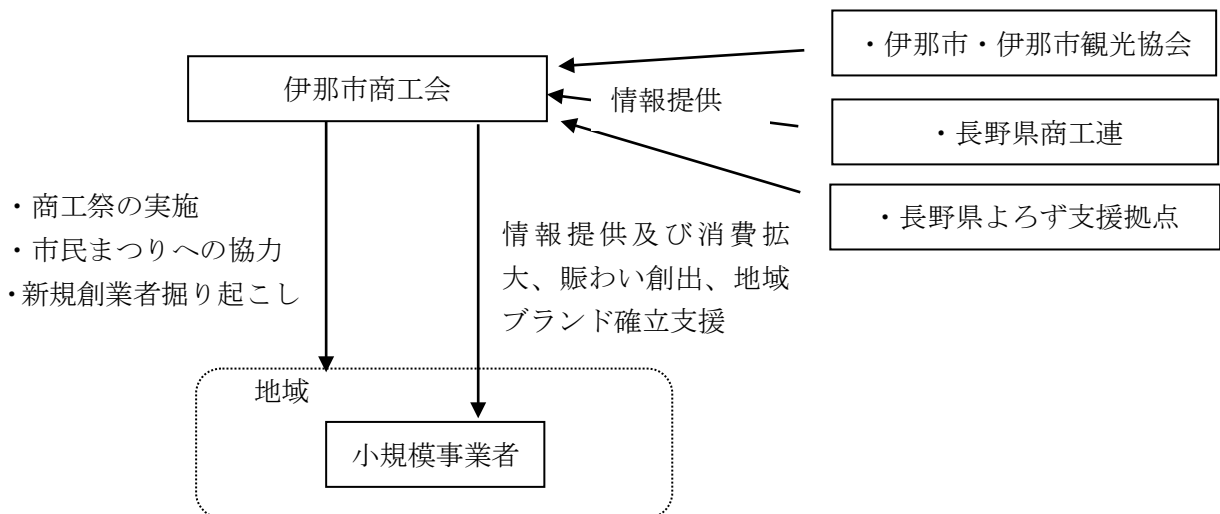 ・伊那市・伊那市観光協会
伊那市商工会
情報提供
・長野県商工連
・長野県よろず支援拠点
・商工祭の実施
・市民まつりへの協力
・新規創業者掘り起こし
情報提供及び消費拡
大、賑わい創出、地域
ブランド確立支援
地域
小規模事業者